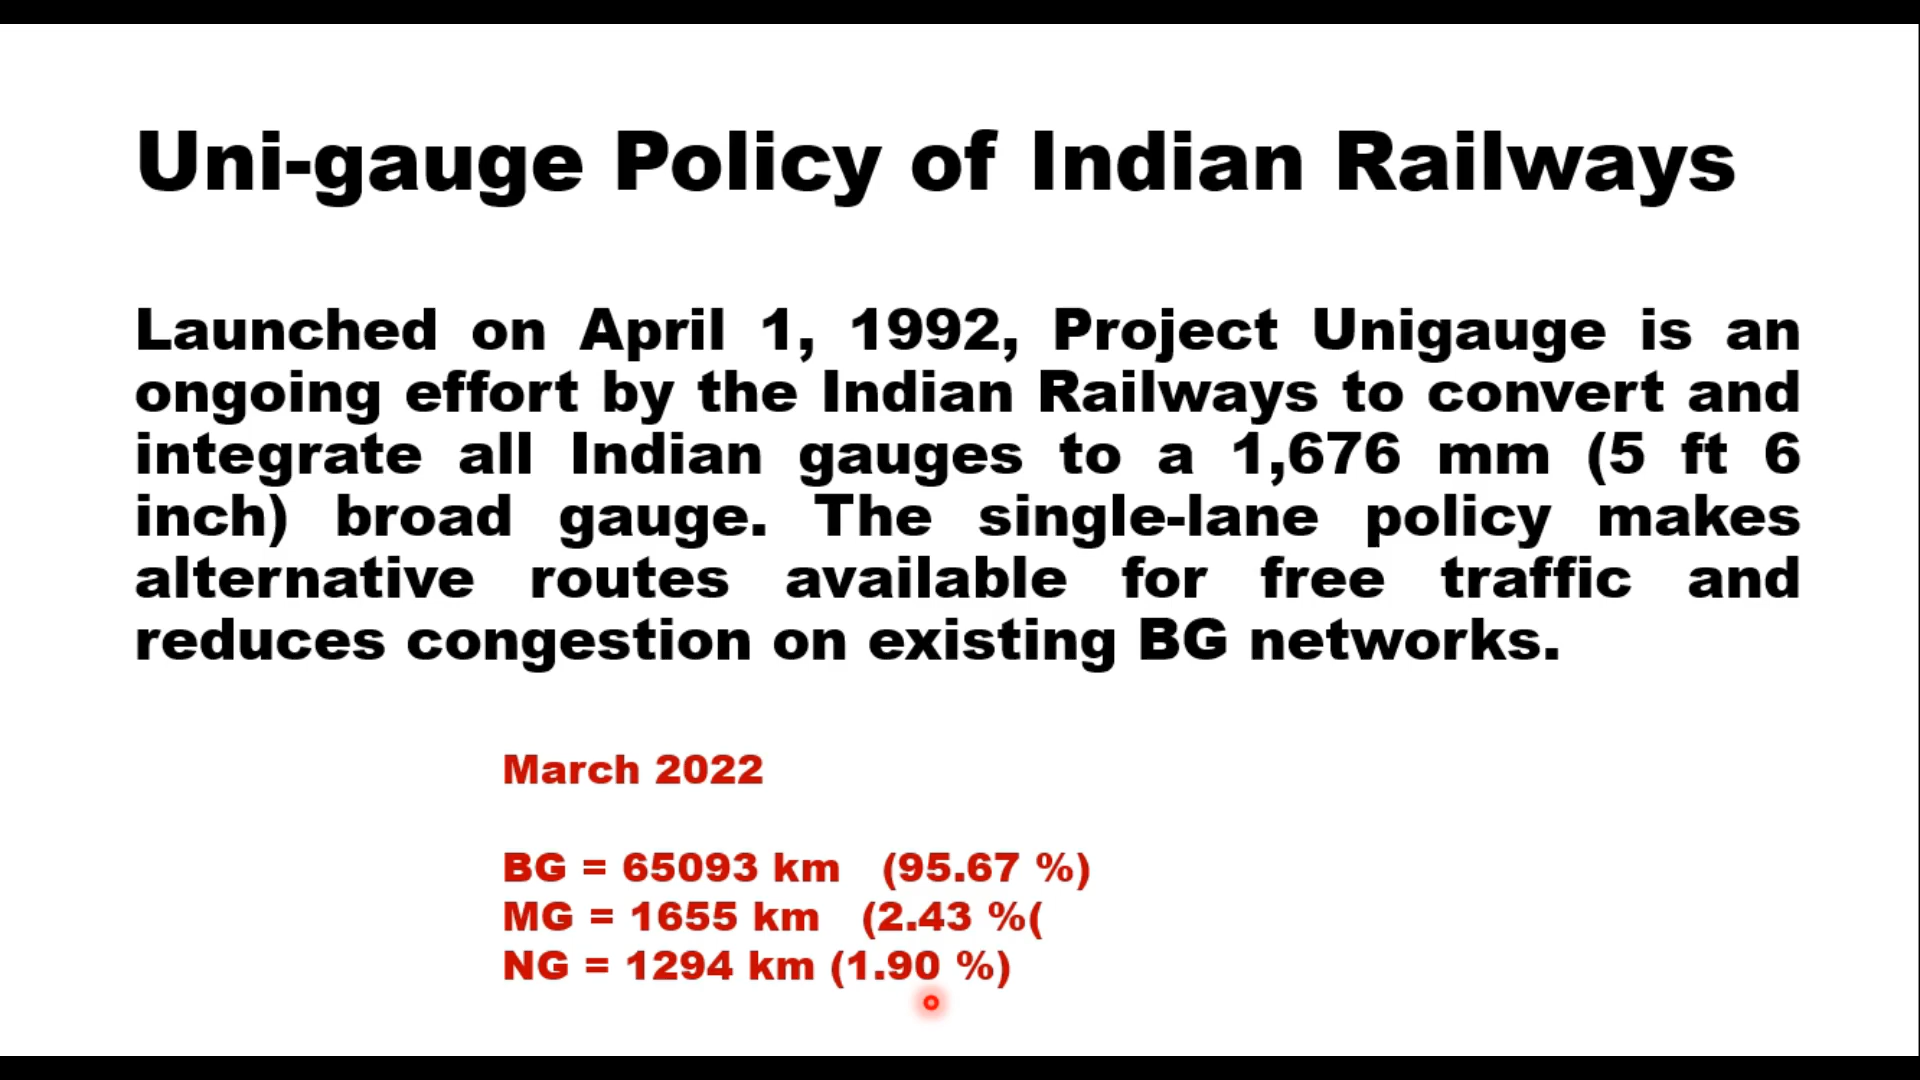 Uni-gauge Policy of Indian Railways
Launched on April 1, 1992, Project Unigauge is an
ongoing effort by the Indian Railways to convert and
integrate all Indian gauges to a 1,676 mm (5 ft 6
inch) broad gauge. The single-lane policy makes
alternative routes available for free traffic and
reduces congestion on existing BG networks.
March 2022
BG = 65093 km (95.67 %)
MG = 1655 km (2.43 %(
NG = 1294 km (1.90 %)